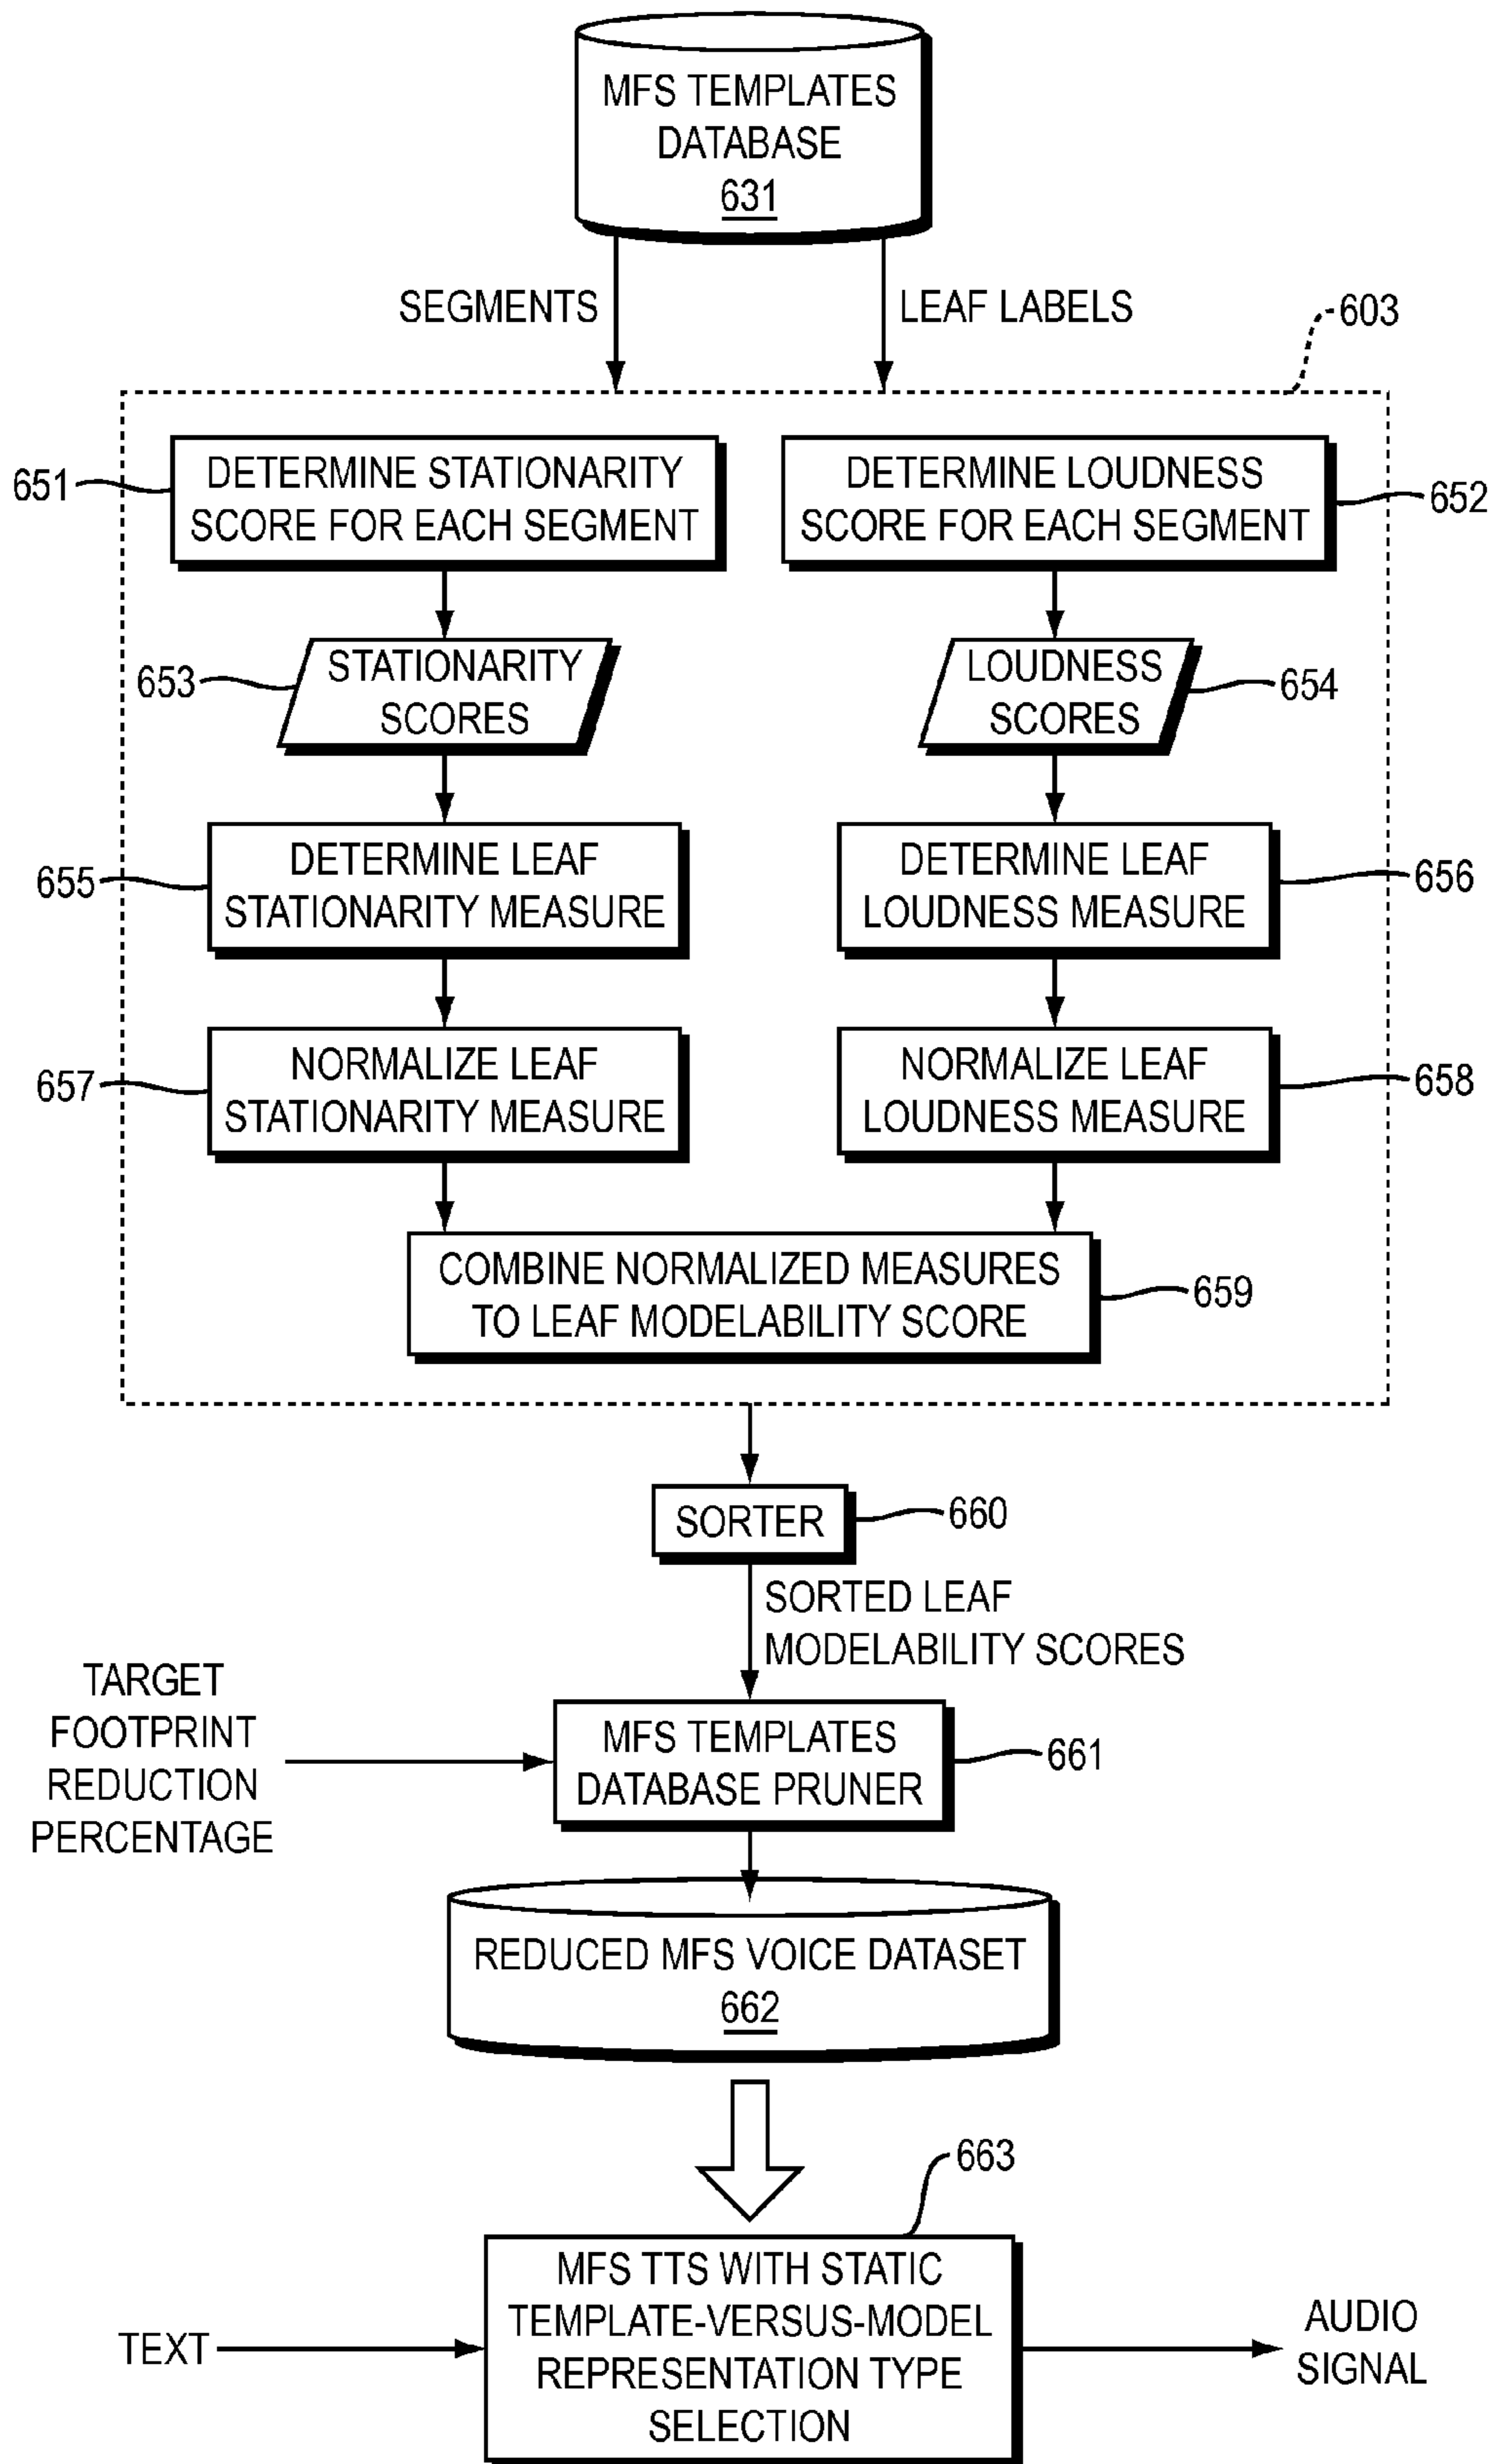 MFS TEMPLATES
DATABASE
631
SEGMENTS
LEAF LABELS
603
651
DETERMINE STATIONARITY
SCORE FOR EACH SEGMENT
DETERMINE LOUDNESS
SCORE FOR EACH SEGMENT
652
653
STATIONARITY
SCORES
LOUDNESS
SCORES
654
655
DETERMINE LEAF
STATIONARITY MEASURE
DETERMINE LEAF
LOUDNESS MEASURE
656
657
NORMALIZE LEAF
STATIONARITY MEASURE
NORMALIZE LEAF
LOUDNESS MEASURE
658
COMBINE NORMALIZED MEASURES
TO LEAF MODELABILITY SCORE
659
SORTER
660
SORTED LEAF
MODELABILITY SCORES
TARGET
FOOTPRINT
REDUCTION
PERCENTAGE
MFS TEMPLATES
DATABASE PRUNER
661
REDUCED MFS VOICE DATASET
662
663
TEXT
MFS TTS WITH STATIC
TEMPLATE-VERSUS-MODEL
REPRESENTATION TYPE
SELECTION
AUDIO
SIGNAL